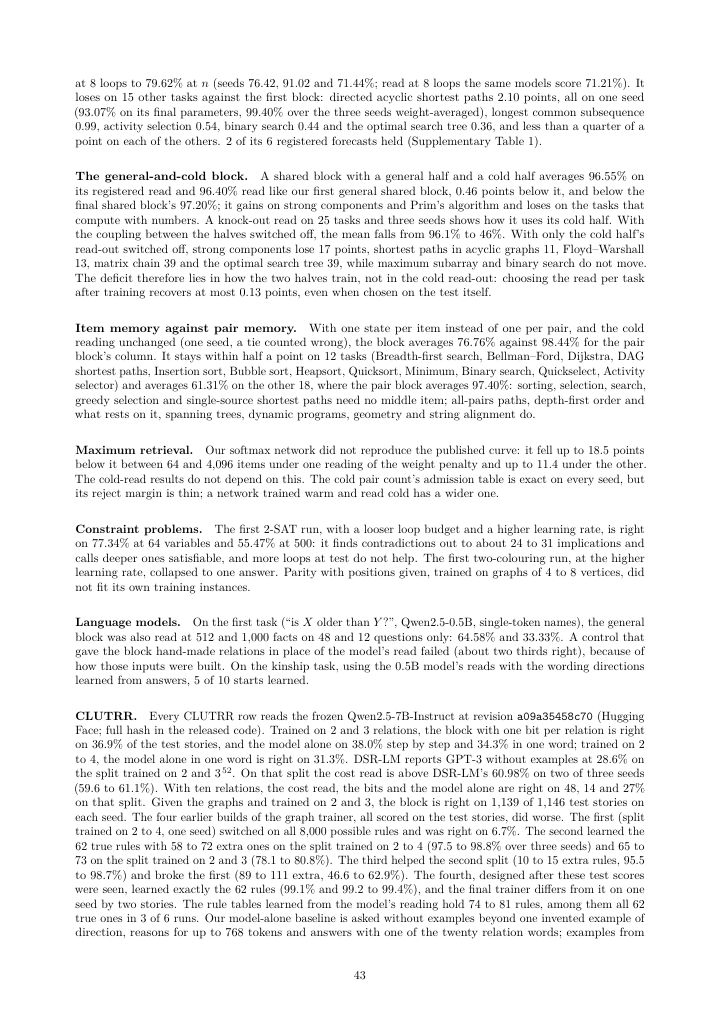 at 8 loops to 79.62% at n (seeds 76.42, 91.02 and 71.44%; read at 8 loops the same models score 71.21%). It
loses on 15 other tasks against the first block: directed acyclic shortest paths 2.10 points, all on one seed
(93.07% on its final parameters, 99.40% over the three seeds weight-averaged), longest common subsequence
0.99, activity selection 0.54, binary search 0.44 and the optimal search tree 0.36, and less than a quarter of a
point on each of the others. 2 of its 6 registered forecasts held (Supplementary Table 1).
The general-and-cold block. A shared block with a general half and a cold half averages 96.55% on
its registered read and 96.40% read like our first general shared block, 0.46 points below it, and below the
final shared block's 97.20%; it gains on strong components and Prim's algorithm and loses on the tasks that
compute with numbers. A knock-out read on 25 tasks and three seeds shows how it uses its cold half. With
the coupling between the halves switched off, the mean falls from 96.1% to 46%. With only the cold half's
read-out switched off, strong components lose 17 points, shortest paths in acyclic graphs 11, Floyd–Warshall
13, matrix chain 39 and the optimal search tree 39, while maximum subarray and binary search do not move.
The deficit therefore lies in how the two halves train, not in the cold read-out: choosing the read per task
after training recovers at most 0.13 points, even when chosen on the test itself.
Item memory against pair memory. With one state per item instead of one per pair, and the cold
reading unchanged (one seed, a tie counted wrong), the block averages 76.76% against 98.44% for the pair
block's column. It stays within half a point on 12 tasks (Breadth-first search, Bellman–Ford, Dijkstra, DAG
shortest paths, Insertion sort, Bubble sort, Heapsort, Quicksort, Minimum, Binary search, Quickselect, Activity
selector) and averages 61.31% on the other 18, where the pair block averages 97.40%: sorting, selection, search,
greedy selection and single-source shortest paths need no middle item; all-pairs paths, depth-first order and
what rests on it, spanning trees, dynamic programs, geometry and string alignment do.
Maximum retrieval. Our softmax network did not reproduce the published curve: it fell up to 18.5 points
below it between 64 and 4,096 items under one reading of the weight penalty and up to 11.4 under the other.
The cold-read results do not depend on this. The cold pair count's admission table is exact on every seed, but
its reject margin is thin; a network trained warm and read cold has a wider one.
Constraint problems. The first 2-SAT run, with a looser loop budget and a higher learning rate, is right
on 77.34% at 64 variables and 55.47% at 500: it finds contradictions out to about 24 to 31 implications and
calls deeper ones satisfiable, and more loops at test do not help. The first two-colouring run, at the higher
learning rate, collapsed to one answer. Parity with positions given, trained on graphs of 4 to 8 vertices, did
not fit its own training instances.
Language models. On the first task ("is X older than Y?", Qwen2.5-0.5B, single-token names), the general
block was also read at 512 and 1,000 facts on 48 and 12 questions only: 64.58% and 33.33%. A control that
gave the block hand-made relations in place of the model's read failed (about two thirds right), because of
how those inputs were built. On the kinship task, using the 0.5B model's reads with the wording directions
learned from answers, 5 of 10 starts learned.
CLUTRR. Every CLUTRR row reads the frozen Qwen2.5-7B-Instruct at revision a09a35458c70 (Hugging
Face; full hash in the released code). Trained on 2 and 3 relations, the block with one bit per relation is right
on 36.9% of the test stories, and the model alone on 38.0% step by step and 34.3% in one word; trained on 2
to 4, the model alone in one word is right on 31.3%. DSR-LM reports GPT-3 without examples at 28.6% on
the split trained on 2 and 3⁵². On that split the cost read is above DSR-LM's 60.98% on two of three seeds
(59.6 to 61.1%). With ten relations, the cost read, the bits and the model alone are right on 48, 14 and 27%
on that split. Given the graphs and trained on 2 and 3, the block is right on 1,139 of 1,146 test stories on
each seed. The four earlier builds of the graph trainer, all scored on the test stories, did worse. The first (split
trained on 2 to 4, one seed) switched on all 8,000 possible rules and was right on 6.7%. The second learned the
62 true rules with 58 to 72 extra ones on the split trained on 2 to 4 (97.5 to 98.8% over three seeds) and 65 to
73 on the split trained on 2 and 3 (78.1 to 80.8%). The third helped the second split (10 to 15 extra rules, 95.5
to 98.7%) and broke the first (89 to 111 extra, 46.6 to 62.9%). The fourth, designed after these test scores
were seen, learned exactly the 62 rules (99.1% and 99.2 to 99.4%), and the final trainer differs from it on one
seed by two stories. The rule tables learned from the model's reading hold 74 to 81 rules, among them all 62
true ones in 3 of 6 runs. Our model-alone baseline is asked without examples beyond one invented example of
direction, reasons for up to 768 tokens and answers with one of the twenty relation words; examples from
43